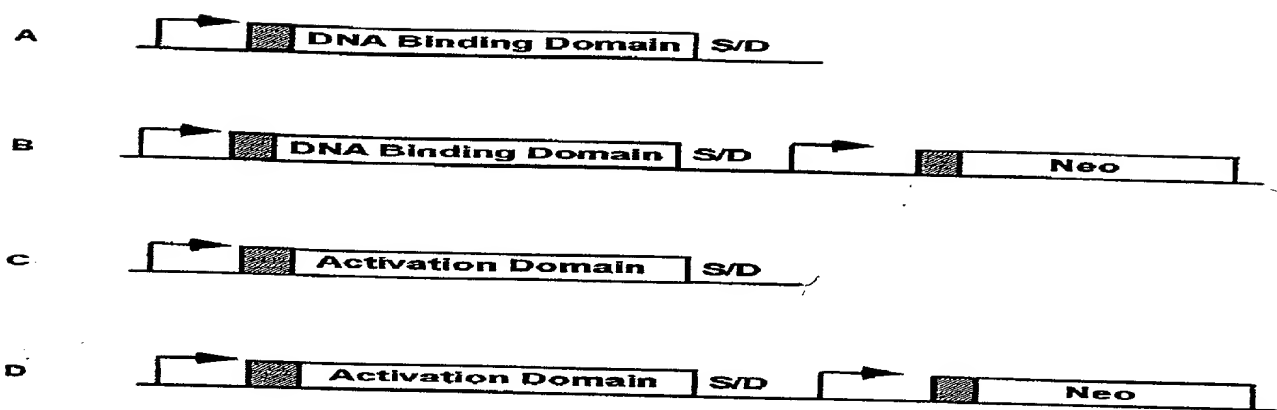 A DNA Binding Domain S/D
B DNA Binding Domain S/D Neo
C Activation Domain S/D
D Activation Domain S/D Neo